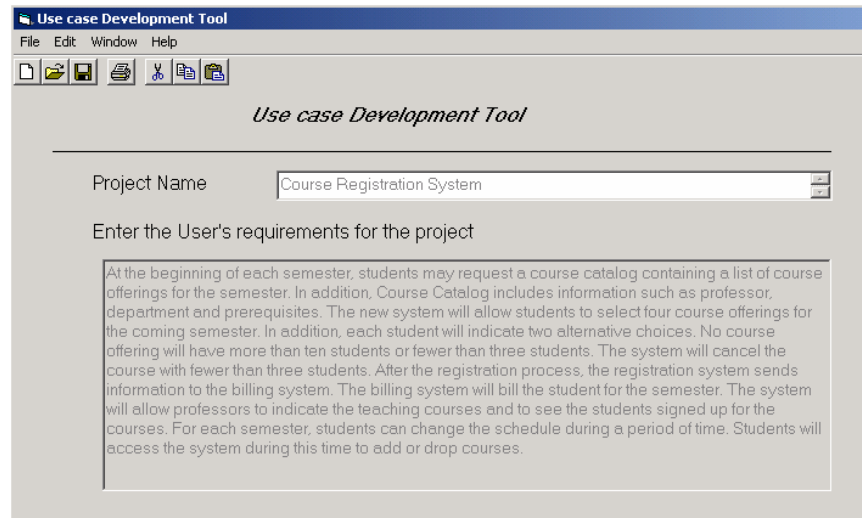 Use case Development Tool
File Edit Window Help
Use case Development Tool
Project Name
Course Registration System
Enter the User's requirements for the project
At the beginning of each semester, students may request a course catalog containing a list of course
offerings for the semester. In addition, Course Catalog includes information such as professor,
department and prerequisites. The new system will allow students to select four course offerings for
the coming semester. In addition, each student will indicate two alternative choices. No course
offering will have more than ten students or fewer than three students. The system will cancel the
course with fewer than three students. After the registration process, the registration system sends
information to the billing system. The billing system will bill the student for the semester. The system
will allow professors to indicate the teaching courses and to see the students signed up for the
courses. For each semester, students can change the schedule during a period of time. Students will
access the system during this time to add or drop courses.